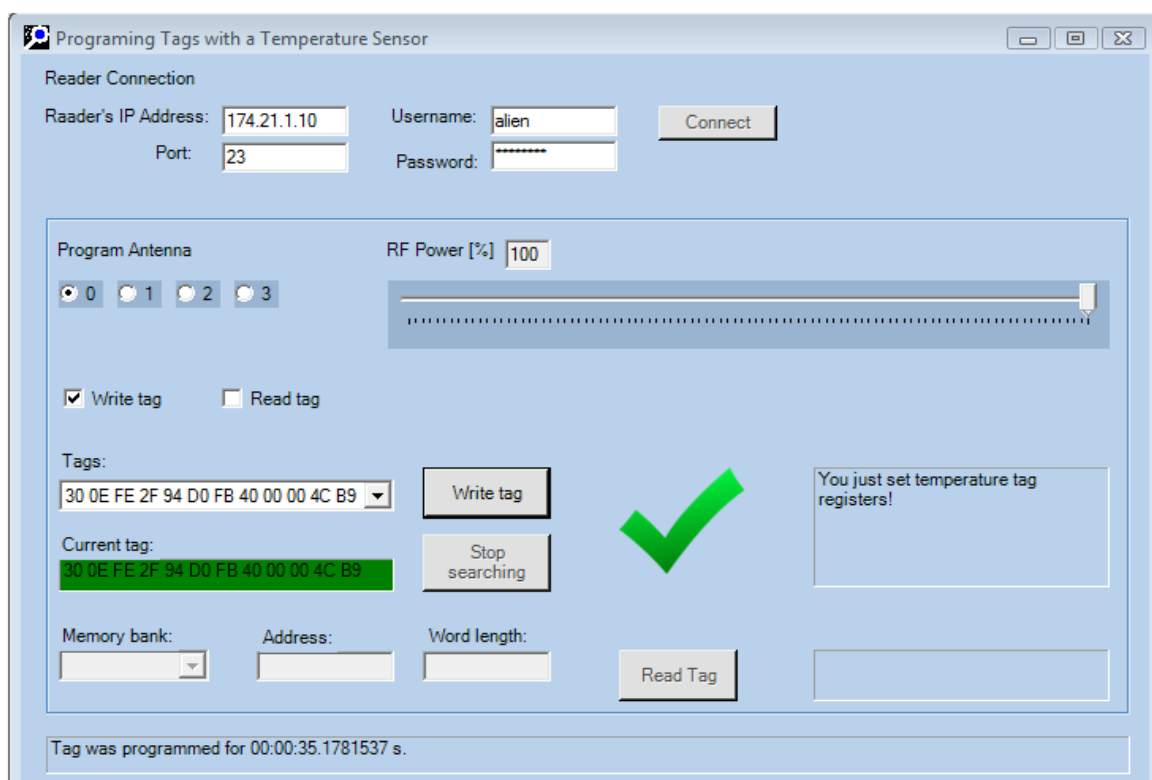 Programing Tags with a Temperature Sensor
Reader Connection
Raader's IP Address: 174.21.1.10 Username: alien Connect
Port: 23 Password: ********
Program Antenna RF Power [%] 100
0 1 2 3
Write tag Read tag
Tags:
30 0E FE 2F 94 D0 FB 40 00 00 4C B9 Write tag
You just set temperature tag
registers!
Current tag:
30 0E FE 2F 94 D0 FB 40 00 00 4C B9
Stop
searching
Memory bank: Address: Word length:
Read Tag
Tag was programmed for 00:00:35.1781537 s.